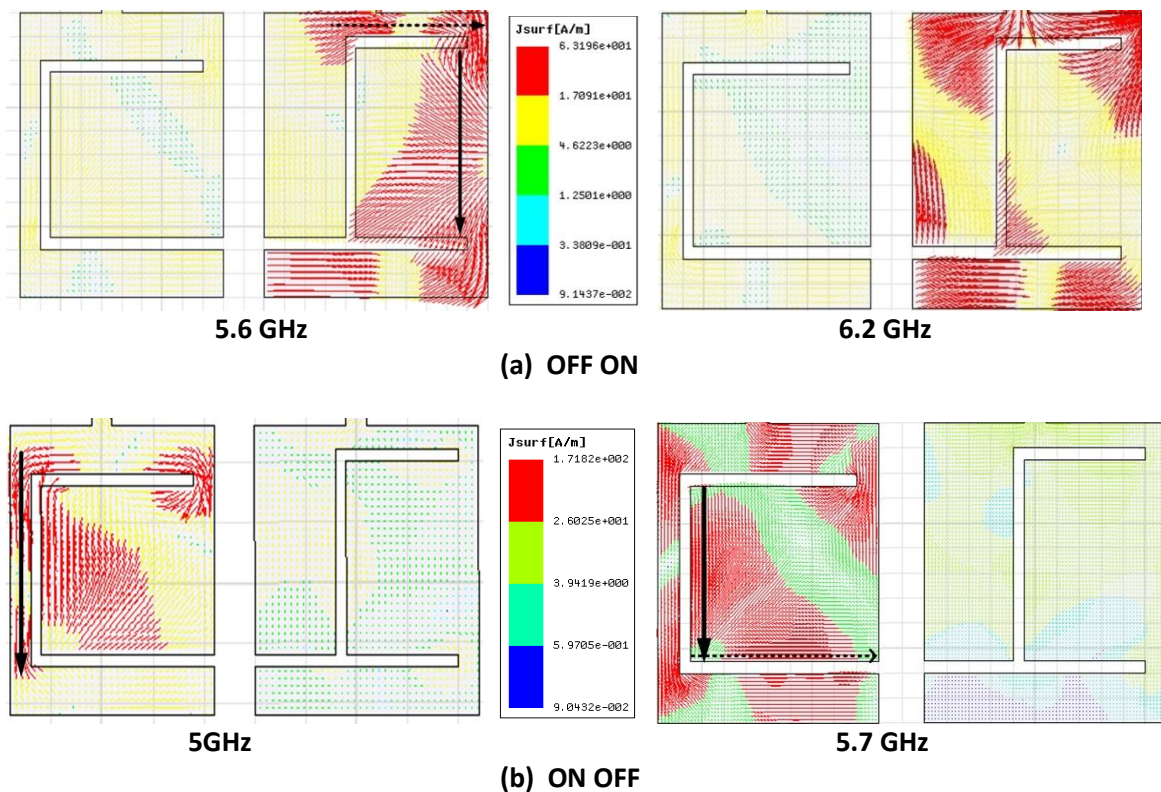 Jsurf[A/m]
6.3196e+001
1.7091e+001
4.6223e+000
1.2501e+000
3.3809e-001
9.1437e-002
5.6 GHz
6.2 GHz
(a) OFF ON
Jsurf[A/m]
1.7182e+002
2.6025e+001
3.9419e+000
5.9705e-001
9.0432e-002
5GHz
5.7 GHz
(b) ON OFF